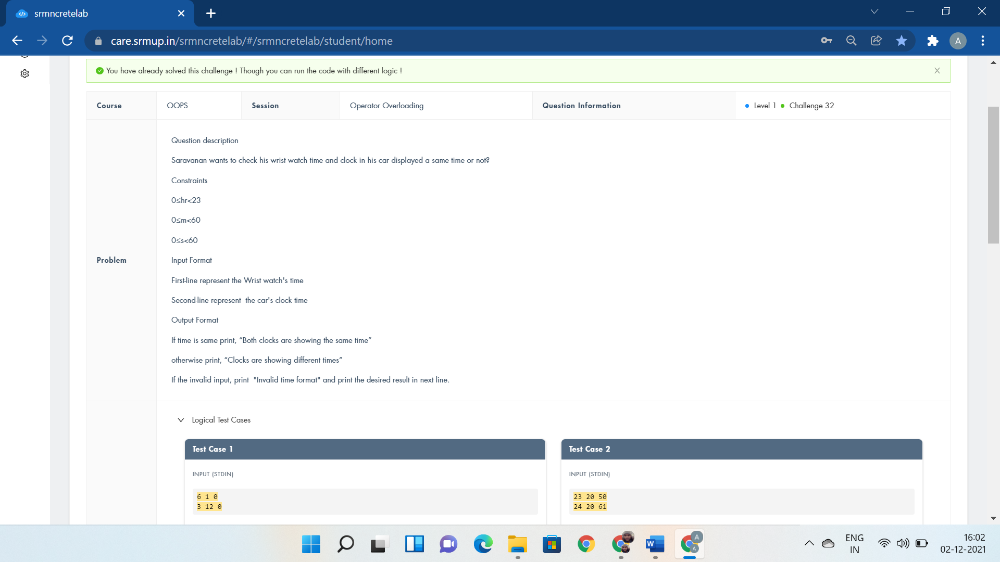 srmncretelab
care.srmup.in/srmncretelab/#/srmncretelab/student/home
A
You have already solved this challenge ! Though you can run the code with different logic !
Course OOPS Session Operator Overloading Question Information Level 1 Challenge 32
Problem
Question description
Saravanan wants to check his wrist watch time and clock in his car displayed a same time or not?
Constraints
0≤hr<23
0≤m<60
0≤s<60
Input Format
First-line represent the Wrist watch's time
Second-line represent  the car's clock time
Output Format
If time is same print, “Both clocks are showing the same time”
otherwise print, “Clocks are showing different times”
If the invalid input, print  "Invalid time format" and print the desired result in next line.
Logical Test Cases
Test Case 1
INPUT (STDIN)
6 1 0
3 12 0
Test Case 2
INPUT (STDIN)
23 20 50
24 20 61
W
A
A
ENG
IN
16:02
02-12-2021